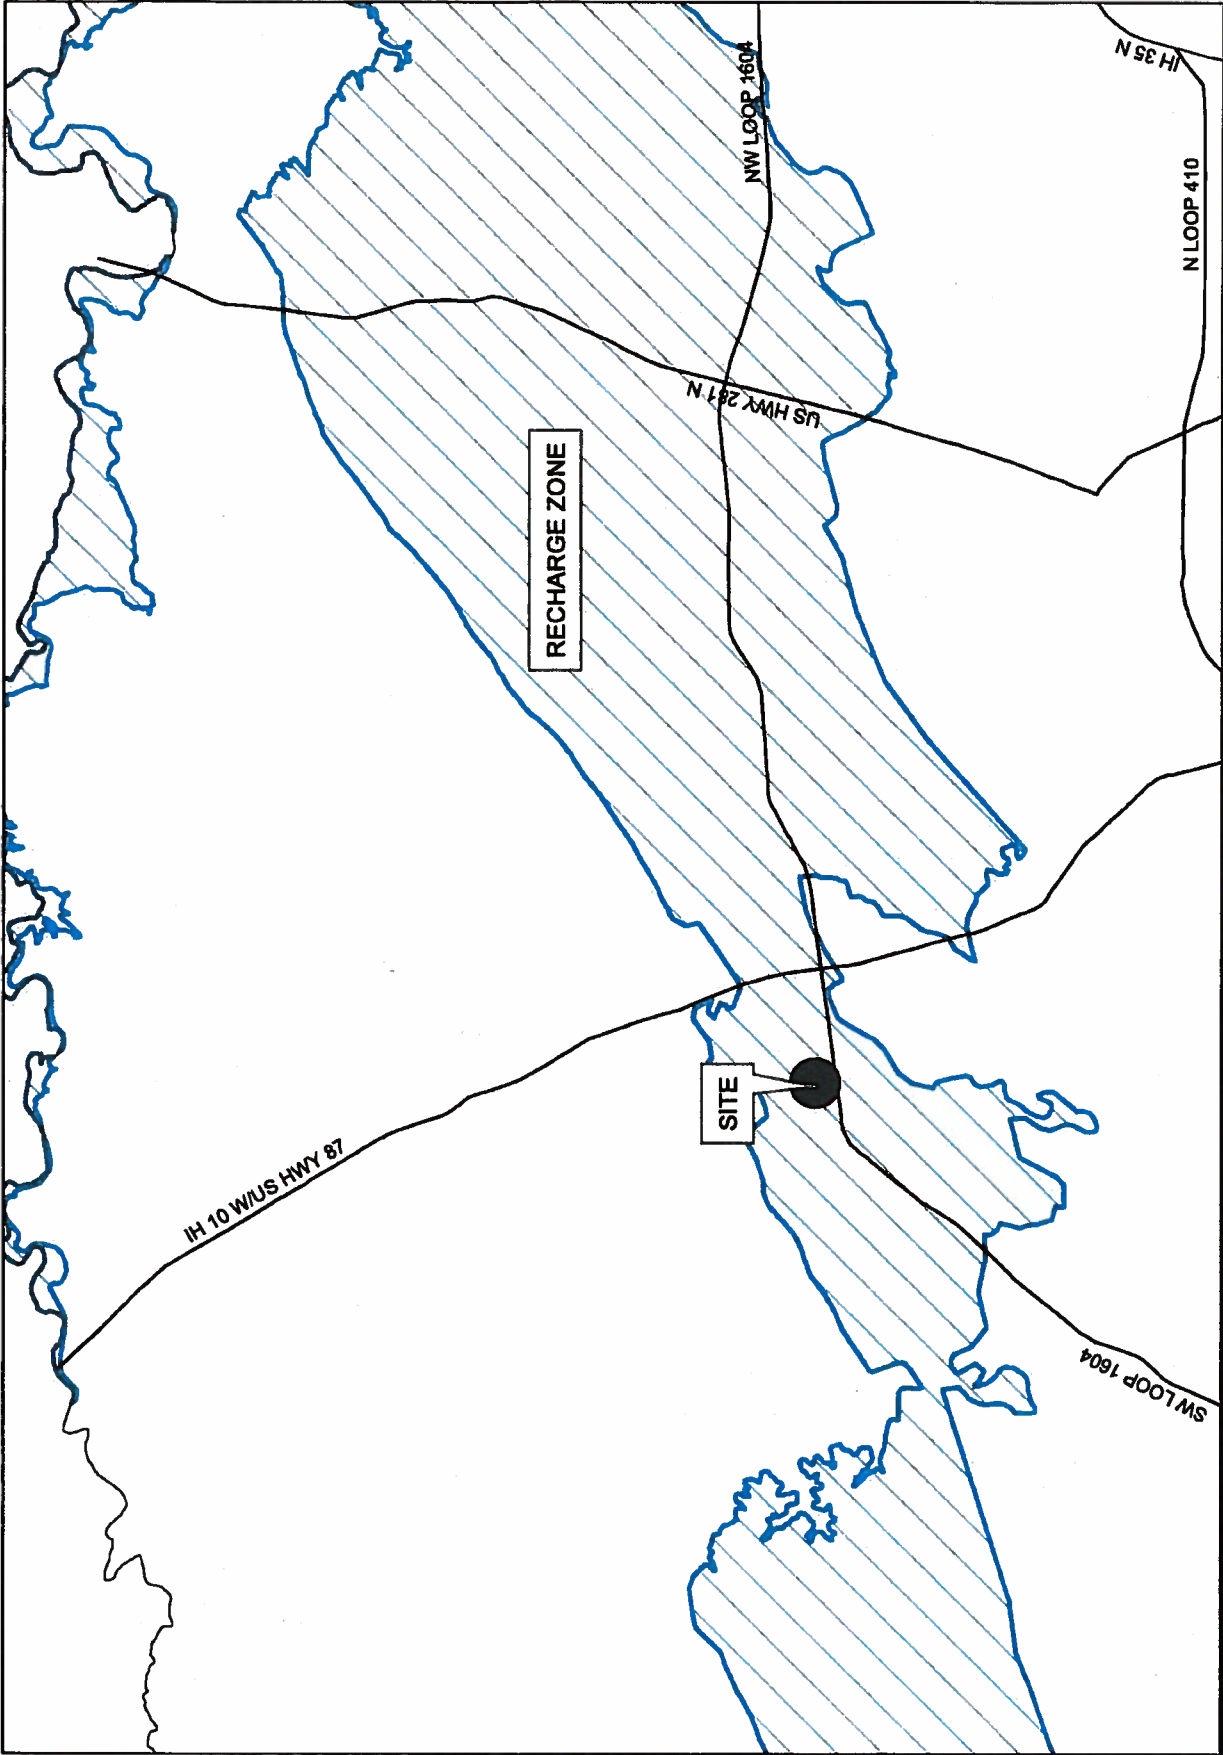 IH 35 N
NW LOOP 1604
N LOOP 410
US HWY 281 N
RECHARGE ZONE
SITE
IH 10 W/US HWY 87
SW LOOP 1604